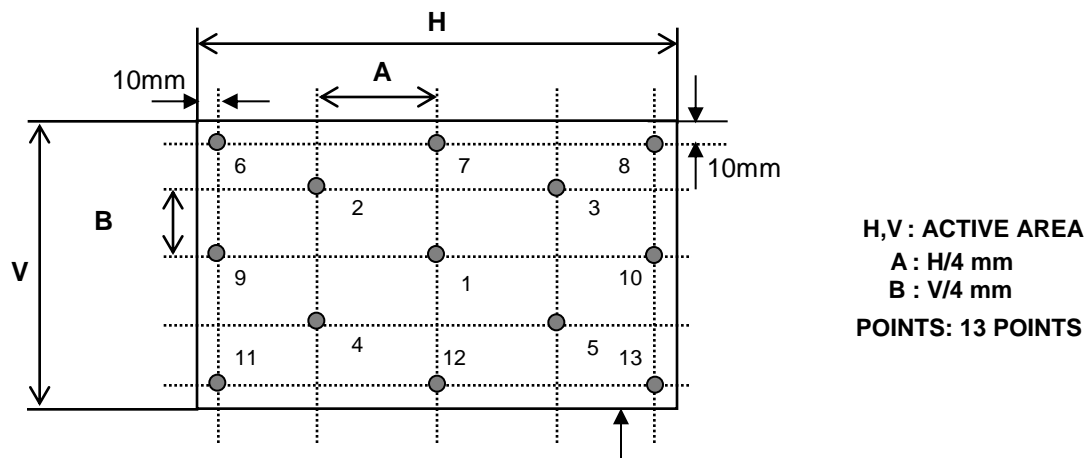 H
10mm
A
6
7
8
10mm
2
3
B
H,V : ACTIVE AREA
V
A : H/4 mm
9
1
10
B : V/4 mm
POINTS: 13 POINTS
4
5
11
12
13